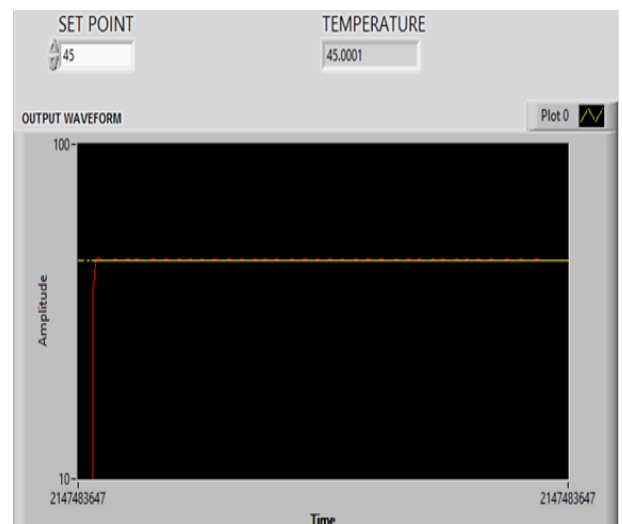 SET POINT
TEMPERATURE
45
45.0001
OUTPUT WAVEFORM
Plot 0
100
Amplitude
10
2147483647
2147483647
Time